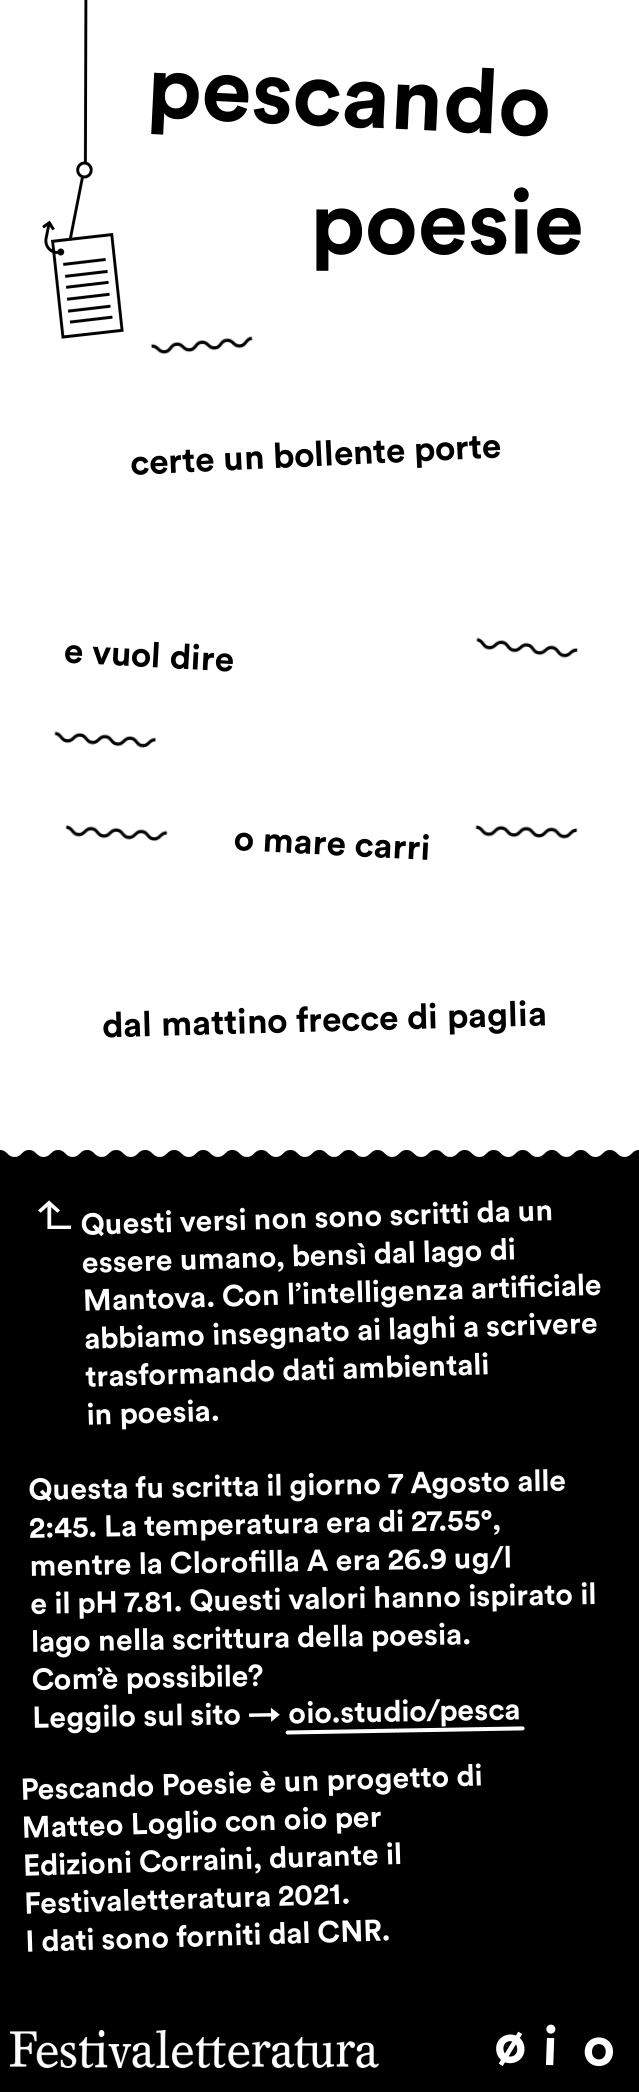 pescando
poesie
certe un bollente porte
e vuol dire
o mare carri
dal mattino frecce di paglia
Questi versi non sono scritti da un
essere umano, bensì dal lago di
Mantova. Con l’intelligenza artificiale
abbiamo insegnato ai laghi a scrivere
trasformando dati ambientali
in poesia.
Questa fu scritta il giorno 7 Agosto alle
2:45. La temperatura era di 27.55°,
mentre la Clorofilla A era 26.9 ug/l
e il pH 7.81. Questi valori hanno ispirato il
lago nella scrittura della poesia.
Com’è possibile?
Leggilo sul sito → oio.studio/pesca
Pescando Poesie è un progetto di
Matteo Loglio con oio per
Edizioni Corraini, durante il
Festivaletteratura 2021.
I dati sono forniti dal CNR.
Festivaletteratura
øio